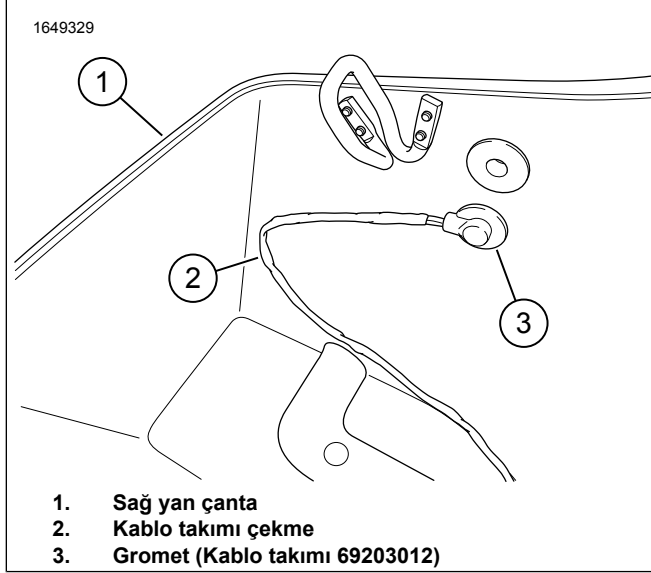 1649329
1
2
3
1. Sağ yan çanta
2. Kablo takımı çekme
3. Gromet (Kablo takımı 69203012)